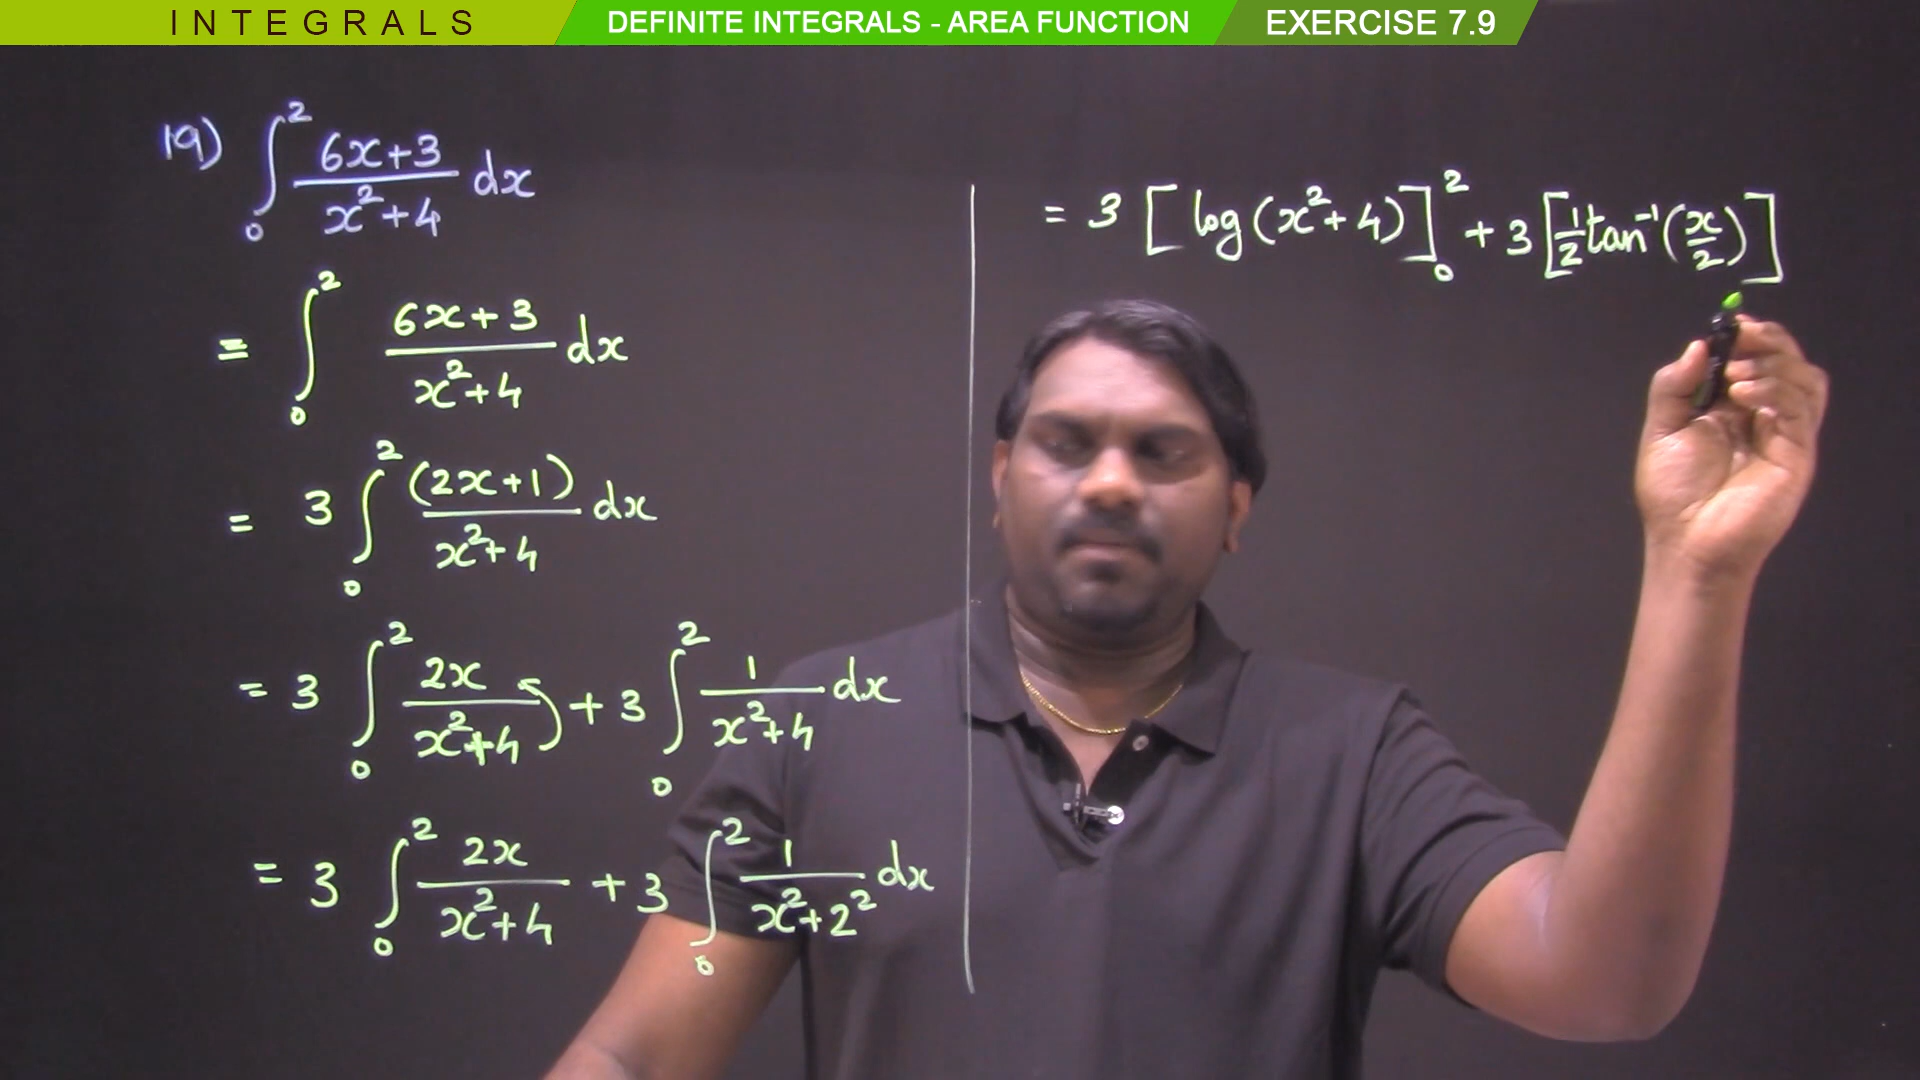 INTEGRALS DEFINITE INTEGRALS - AREA FUNCTION EXERCISE 7.9
19) ∫₀² (6x+3)/(x²+4) dx
= ∫₀² (6x+3)/(x²+4) dx
= 3 ∫₀² (2x+1)/(x²+4) dx
= 3 ∫₀² 2x/(x²+4) + 3 ∫₀² 1/(x²+4) dx
= 3 ∫₀² 2x/(x²+4) + 3 ∫₀² 1/(x²+2²) dx
= 3 [log(x²+4)]₀² + 3 [1/2 tan⁻¹(x/2)]